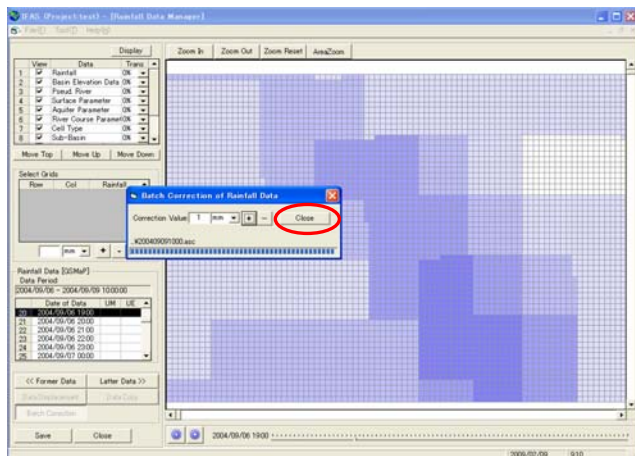 IFAS (Project:test) - [Rainfall Data Manager]
File(F) Tool(T) Help(H)
Display
Zoom In Zoom Out Zoom Reset AreaZoom
View Data Trans
1 Rainfall 0%
2 Basin Elevation Data 0%
3 Pseud. River 0%
4 Surface Parameter 0%
5 Aquifer Parameter 0%
6 River Course Paramet 0%
7 Cell Type 0%
8 Sub-Basin 0%
Move Top Move Up Move Down
Select Grids
Row Col Rainfall
Batch Correction of Rainfall Data
Correction Value 1 mm + - Close
..¥200409091000.asc
mm + -
Rainfall Data [GSMaP]
Data Period
2004/09/06 - 2004/09/09 10:00:00
Date of Data UM UE
20 2004/09/06 19:00
21 2004/09/06 20:00
22 2004/09/06 21:00
23 2004/09/06 22:00
24 2004/09/06 23:00
25 2004/09/07 00:00
<< Former Data Latter Data >>
Data Displacement Data Copy
Batch Correction
Save Close
2004/09/06 19:00
2009/02/09 9:10